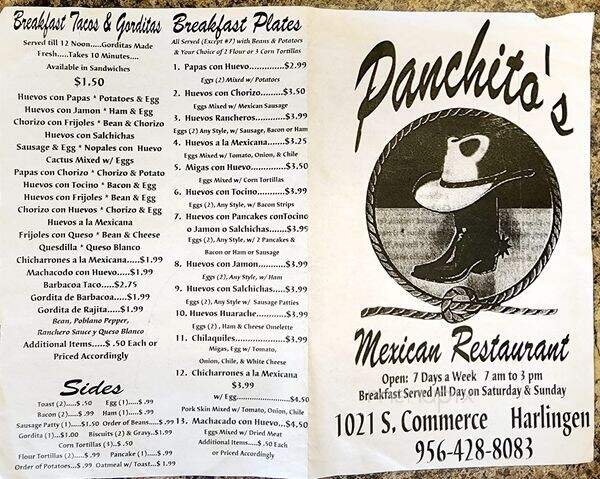 Breakfast Tacos & Gorditas
Served till 12 Noon.....Gorditas Made
Fresh.....Takes 10 Minutes....
Available in Sandwiches
$1.50
Huevos con Papas * Potatoes & Egg
Huevos con Jamon * Ham & Egg
Chorizo con Frijoles * Bean & Chorizo
Huevos con Salchichas
Sausage & Egg * Nopales con Huevo
Cactus Mixed w/ Eggs
Papas con Chorizo * Chorizo & Potato
Huevos con Tocino * Bacon & Egg
Huevos con Frijoles * Bean & Egg
Chorizo con Huevos * Chorizo & Egg
Huevos a la Mexicana
Frijoles con Queso * Bean & Cheese
Quesdilla * Queso Blanco
Chicharrones a la Mexicana.....$1.99
Machacado con Huevo.....$1.99
Barbacoa Taco.....$2.75
Gordita de Barbacoa.....$1.99
Gordita de Rajita.....$1.99
Bean, Poblano Pepper,
Ranchero Sauce y Queso Blanco
Additional Items.....$ .50 Each or
Priced Accordingly
Sides
Toast (2).....$ .50 Egg (1).....$ .99
Bacon (2).....$ .99 Ham (1).....$ .99
Sausage Patty (1)....$1.50 Order of Beans.....$ .99
Gordita (1)...$1.00 Biscuits (2) & Gravy..$1.99
Corn Tortillas (3)..$.50
Flour Tortillas (2).....$ .99 Pancake (1).....$ .99
Order of Potatoes...$ .99 Oatmeal w/Toast...$1.99
Breakfast Plates
All Served (Except #7) with Beans & Potatoes
& Your Choice of 2 Flour or 3 Corn Tortillas
1. Papas con Huevo.............$2.99
Eggs (2) Mixed w/ Potatoes
2. Huevos con Chorizo.........$3.50
Eggs Mixed w/ Mexican Sausage
3. Huevos Rancheros...........$3.99
Eggs (2) Any Style, w/ Sausage, Bacon or Ham
4. Huevos a la Mexicana.......$3.25
Eggs Mixed w/ Tomato, Onion, & Chile
5. Migas con Huevo.............$3.50
Eggs Mixed w/ Corn Tortillas
6. Huevos con Tocino..........$3.99
Eggs (2), Any Style, w/ Bacon Strips
7. Huevos con Pancakes conTocino
o Jamon o Salchichas.......$3.99
Eggs (2), Any Style, w/ 2 Pancakes &
Bacon or Ham or Sausage
8. Huevos con Jamon...........$3.99
Eggs (2), Any Style, w/ Ham
9. Huevos con Salchichas....$3.99
Eggs (2), Any Style w/ Sausage Patties
10. Huevos Huarache............$3.99
Eggs (2) , Ham & Cheese Omelette
11. Chilaquiles.................$3.99
Migas, Egg w/ Tomato,
Onion, Chile, & White Cheese
12. Chicharrones a la Mexicana
$3.99
w/ Egg..................$4.50
Pork Skin Mixed w/ Tomato, Onion, Chile
13. Machacado con Huevo...$4.50
Eggs Mixed w/ Dried Meat
Additional Items.....$ .50 Each
or Priced Accordingly
Panchito's
Mexican Restaurant
Open: 7 Days a Week 7 am to 3 pm
Breakfast Served All Day on Saturday & Sunday
1021 S. Commerce Harlingen
956-428-8083